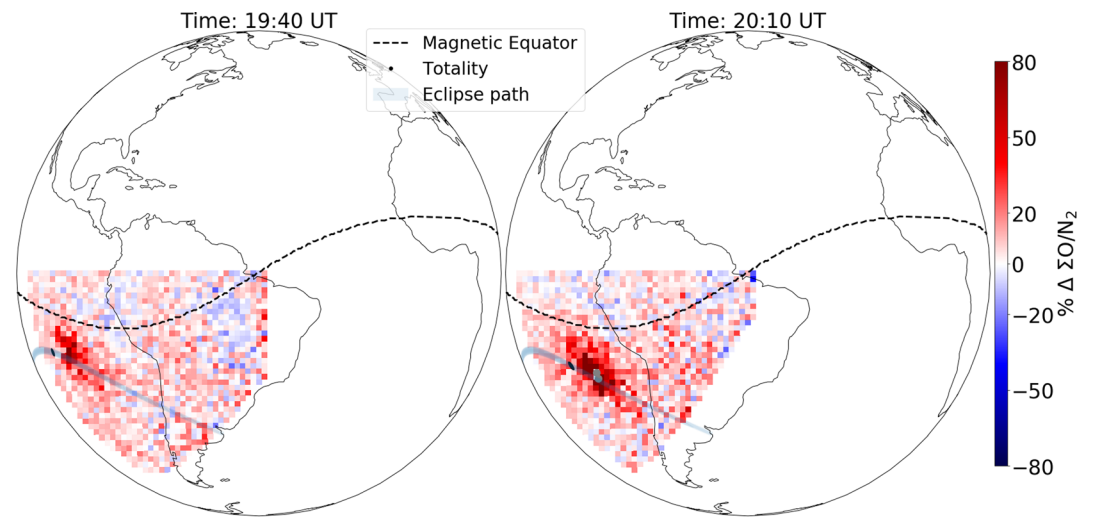 Time: 19:40 UT
Time: 20:10 UT
Magnetic Equator
Totality
Eclipse path
80
50
20
0
−20
−50
−80
% Δ ΣO/N₂